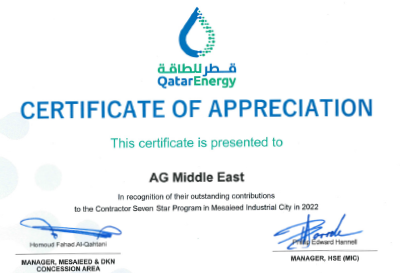 قطر للطاقة
QatarEnergy
CERTIFICATE OF APPRECIATION
This certificate is presented to
AG Middle East
In recognition of their outstanding contributions
to the Contractor Seven Star Program in Mesaieed Industrial City in 2022
Hemoud Fahad Al-Qahtani
Philip Edward Hannell
MANAGER, MESAIEED & DKN
CONCESSION AREA
MANAGER, HSE (MIC)